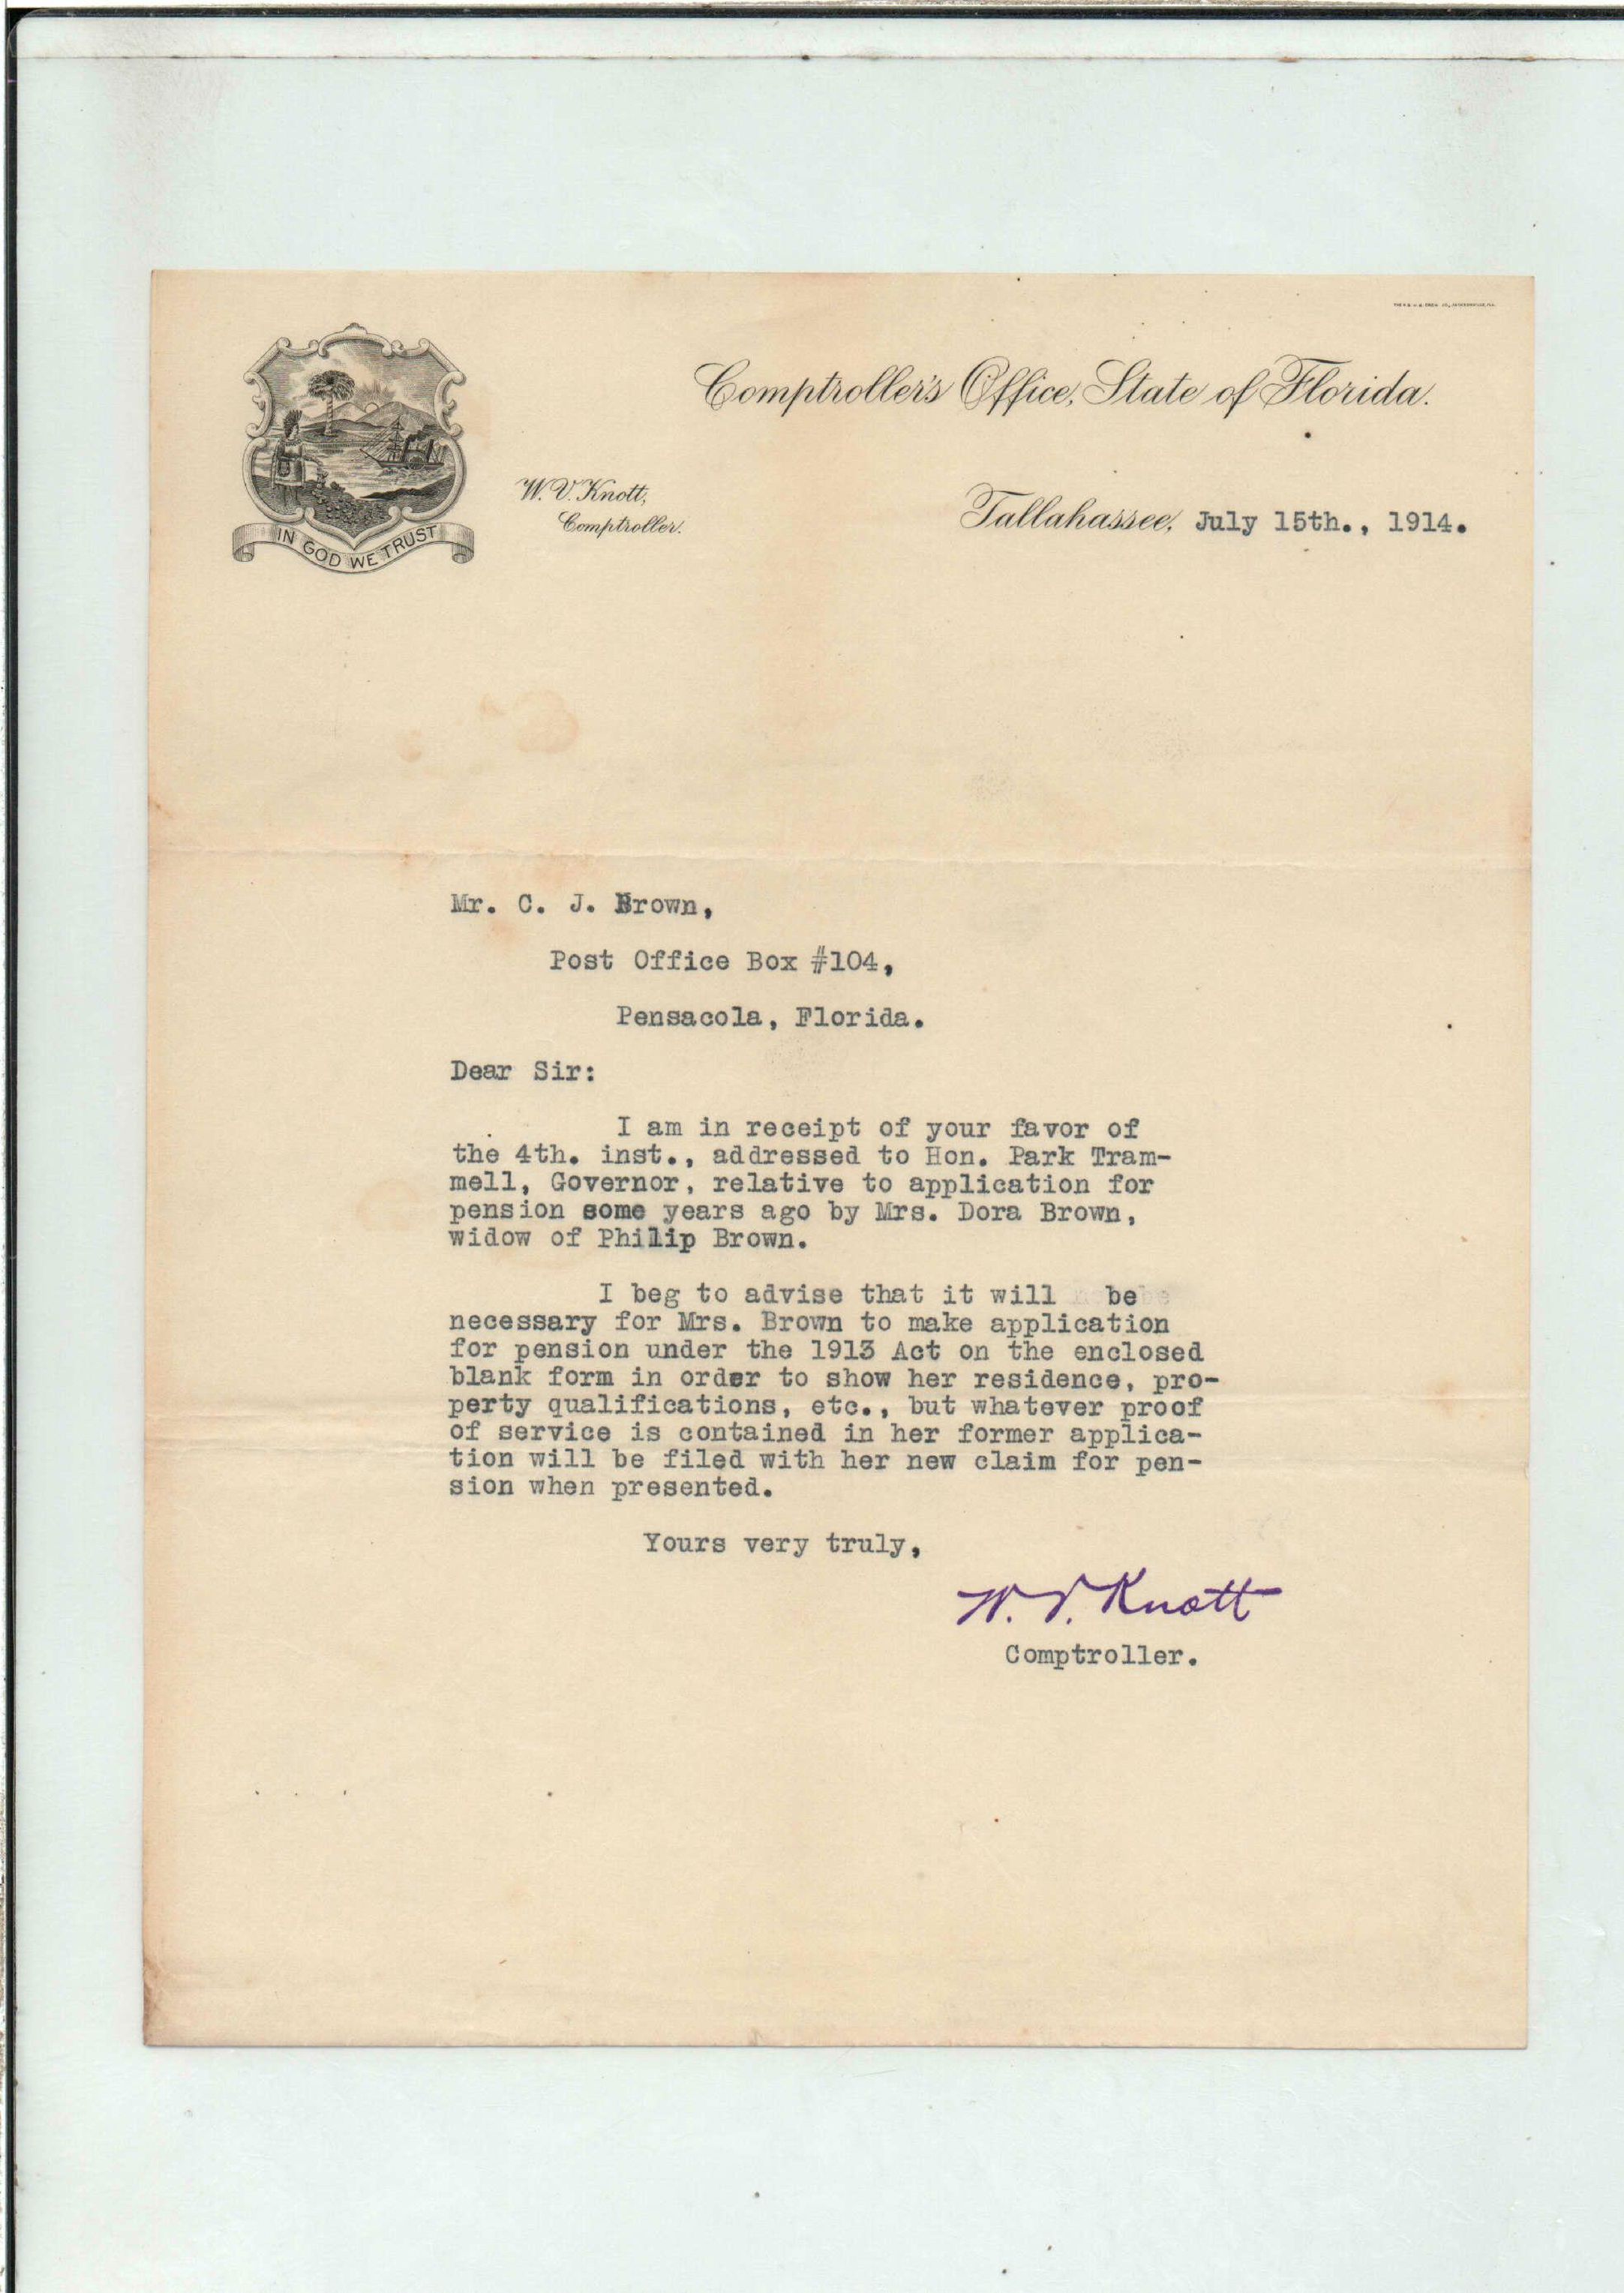 Comptroller's Office, State of Florida.
W. V. Knott,
Comptroller.
Tallahassee, July 15th., 1914.
IN GOD WE TRUST
Mr. C. J. Brown,
Post Office Box #104,
Pensacola, Florida.
Dear Sir:
I am in receipt of your favor of
the 4th. inst., addressed to Hon. Park Tram-
mell, Governor, relative to application for
pension some years ago by Mrs. Dora Brown,
widow of Philip Brown.
I beg to advise that it will be
necessary for Mrs. Brown to make application
for pension under the 1913 Act on the enclosed
blank form in order to show her residence, pro-
perty qualifications, etc., but whatever proof
of service is contained in her former applica-
tion will be filed with her new claim for pen-
sion when presented.
Yours very truly,
W. V. Knott
Comptroller.